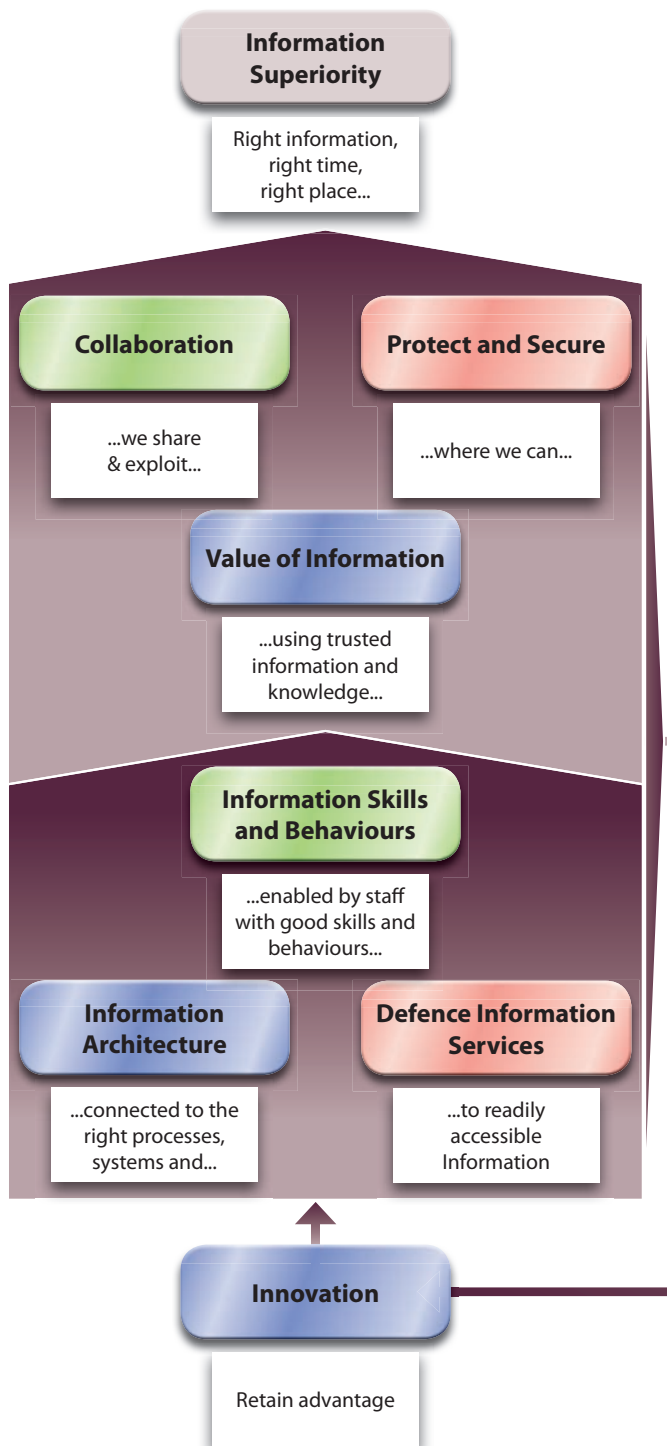 Information
Superiority
Right information,
right time,
right place...
Collaboration
Protect and Secure
...we share
& exploit...
...where we can...
Value of Information
...using trusted
information and
knowledge...
Information Skills
and Behaviours
...enabled by staff
with good skills and
behaviours...
Information
Architecture
Defence Information
Services
...connected to the
right processes,
systems and...
...to readily
accessible
Information
Innovation
Retain advantage